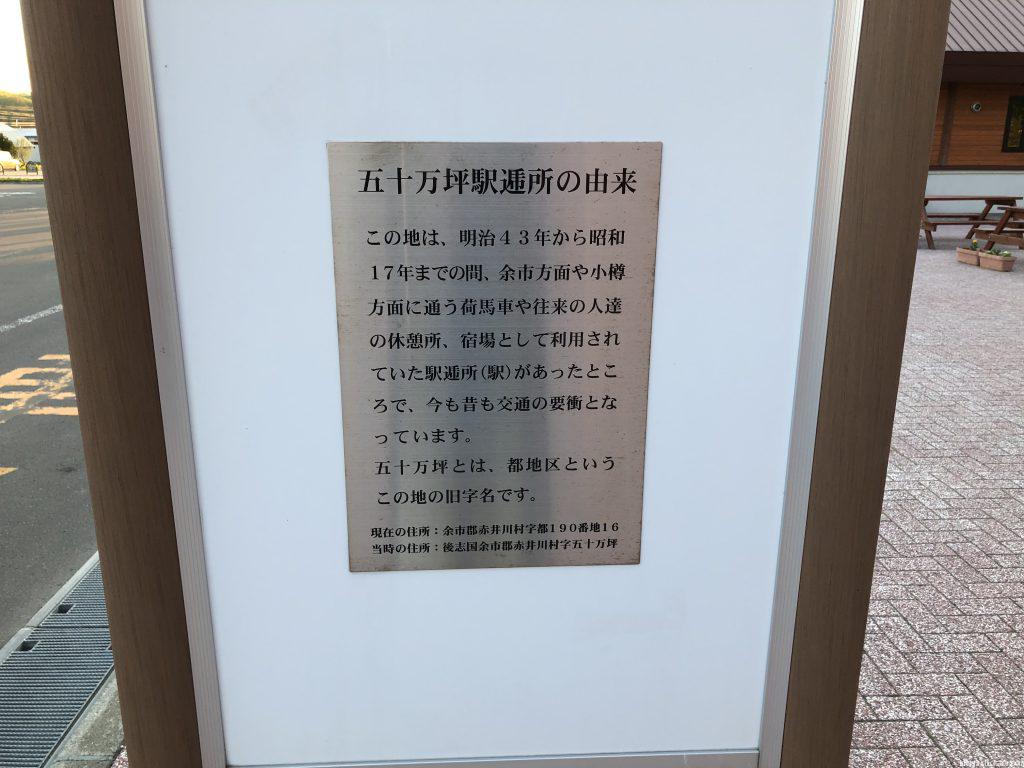 五十万坪駅逓所の由来
この地は、明治４３年から昭和
１７年までの間、余市方面や小樽
方面に通う荷馬車や往来の人達
の休憩所、宿場として利用され
ていた駅逓所（駅）があったとこ
ろで、今も昔も交通の要衝とな
っています。
五十万坪とは、都地区という
この地の旧字名です。
現在の住所：余市郡赤井川村字都１９０番地１６
当時の住所：後志国余市郡赤井川村字五十万坪